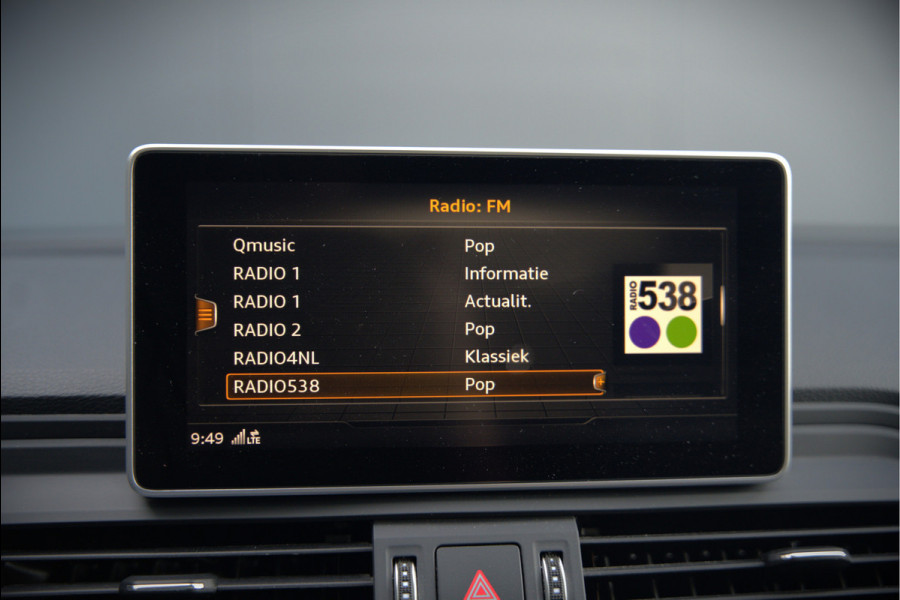 Radio: FM
Qmusic Pop
RADIO 1 Informatie
RADIO 1 Actualit.
RADIO 2 Pop
RADIO4NL Klassiek
RADIO538 Pop
RADIO 538
9:49 LTE